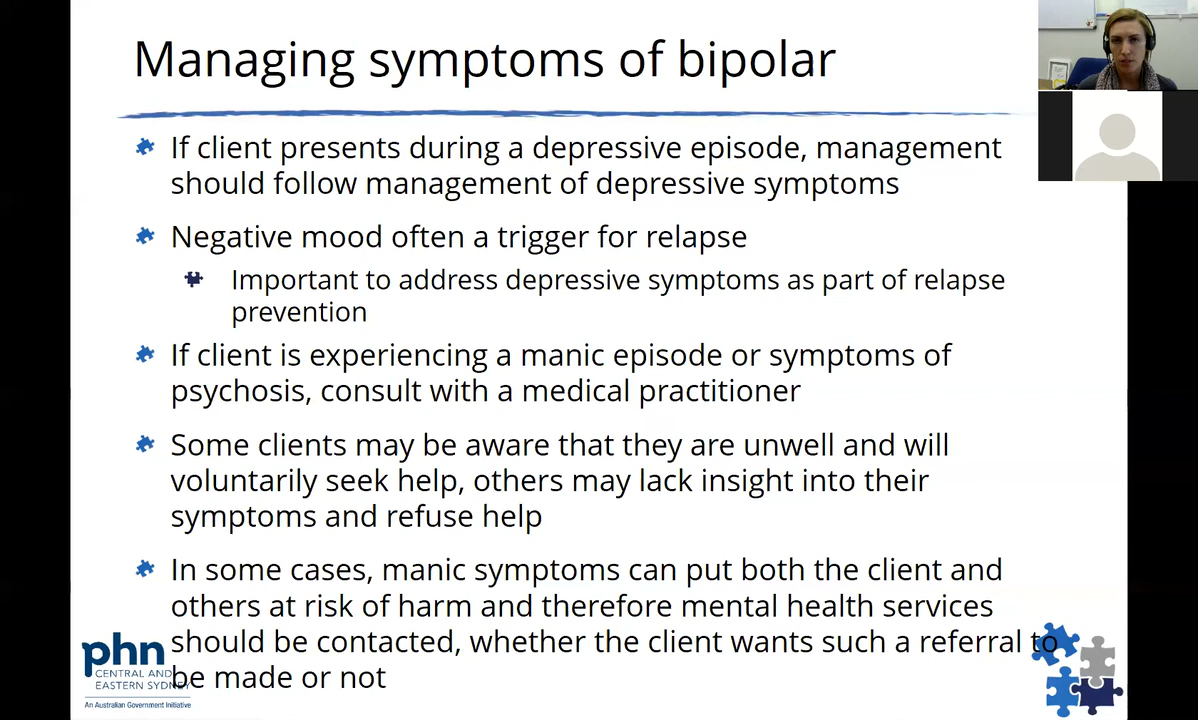 Managing symptoms of bipolar
If client presents during a depressive episode, management
should follow management of depressive symptoms
Negative mood often a trigger for relapse
Important to address depressive symptoms as part of relapse
prevention
If client is experiencing a manic episode or symptoms of
psychosis, consult with a medical practitioner
Some clients may be aware that they are unwell and will
voluntarily seek help, others may lack insight into their
symptoms and refuse help
In some cases, manic symptoms can put both the client and
others at risk of harm and therefore mental health services
should be contacted, whether the client wants such a referral to
be made or not
phn
CENTRAL AND
EASTERN SYDNEY
An Australian Government Initiative